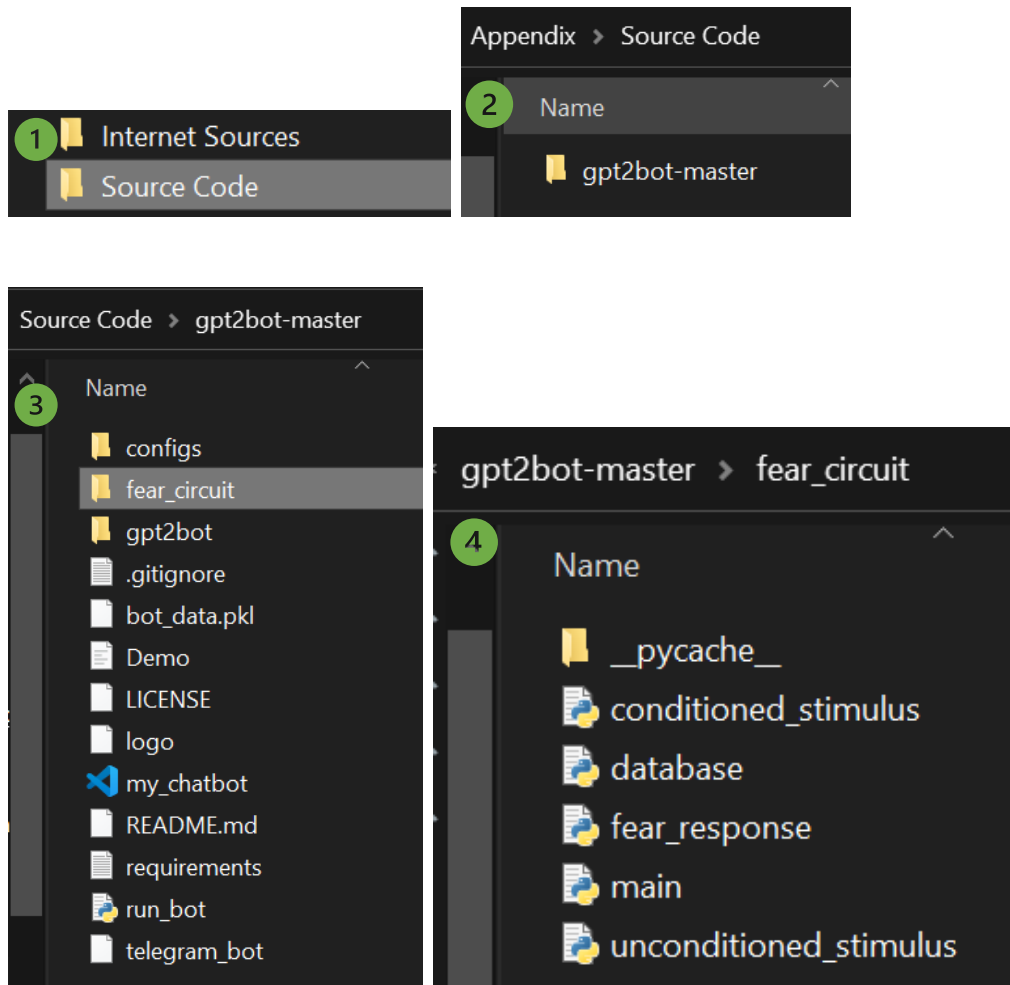 1
Internet Sources
Source Code
Appendix > Source Code
2
Name
gpt2bot-master
Source Code > gpt2bot-master
3
Name
configs
fear_circuit
gpt2bot
.gitignore
bot_data.pkl
Demo
LICENSE
logo
my_chatbot
README.md
requirements
run_bot
telegram_bot
gpt2bot-master > fear_circuit
4
Name
__pycache__
conditioned_stimulus
database
fear_response
main
unconditioned_stimulus